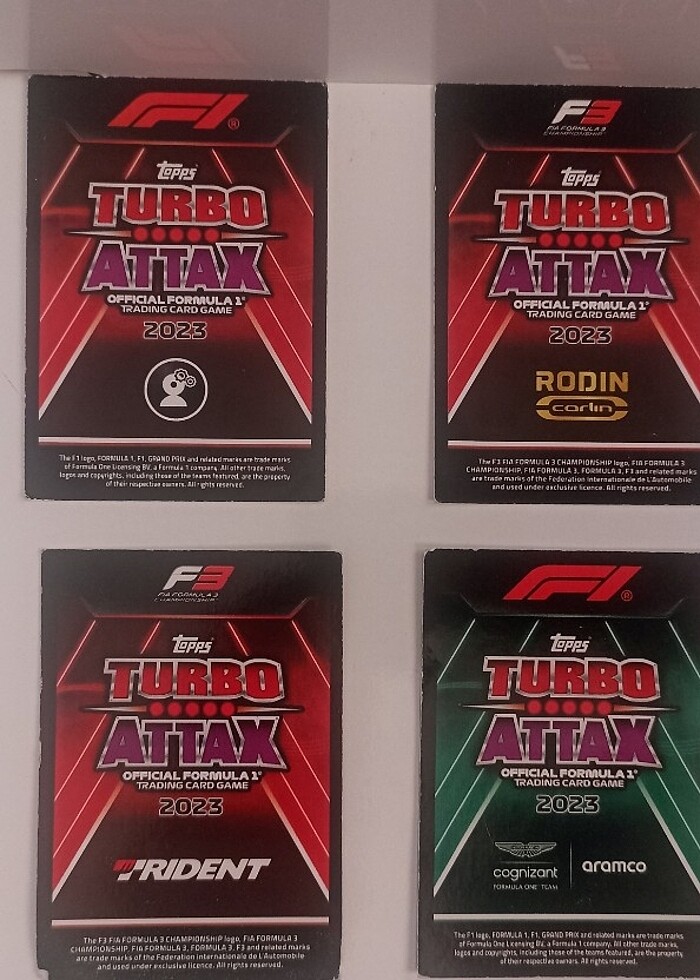 F1®
Topps
TURBO
ATTAX
OFFICIAL FORMULA 1®
TRADING CARD GAME
2023
The F1 logo, FORMULA 1, F1, GRAND PRIX and related marks are trade marks
of Formula One Licensing BV, a Formula 1 company. All other trade marks,
logos and copyrights, including those of the teams featured, are the property
of their respective owners. All rights reserved.
F3
FIA FORMULA 3
CHAMPIONSHIP
Topps
TURBO
ATTAX
OFFICIAL FORMULA 1®
TRADING CARD GAME
2023
RODIN
carlin
The F3 FIA FORMULA 3 CHAMPIONSHIP logo, FIA FORMULA 3
CHAMPIONSHIP, FIA FORMULA 3, FORMULA 3, F3 and related marks
are trade marks of the Federation Internationale de L'Automobile
and used under exclusive licence. All rights reserved.
F3
FIA FORMULA 3
CHAMPIONSHIP
Topps
TURBO
ATTAX
OFFICIAL FORMULA 1®
TRADING CARD GAME
2023
TRIDENT
The F3 FIA FORMULA 3 CHAMPIONSHIP logo, FIA FORMULA 3
CHAMPIONSHIP, FIA FORMULA 3, FORMULA 3, F3 and related marks
are trade marks of the Federation Internationale de L'Automobile
and used under exclusive licence. All rights reserved.
F1®
Topps
TURBO
ATTAX
OFFICIAL FORMULA 1®
TRADING CARD GAME
2023
cognizant
FORMULA ONE™ TEAM
aramco
The F1 logo, FORMULA 1, F1, GRAND PRIX and related marks are trade marks
of Formula One Licensing BV, a Formula 1 company. All other trade marks,
logos and copyrights, including those of the teams featured, are the property
of their respective owners. All rights reserved.